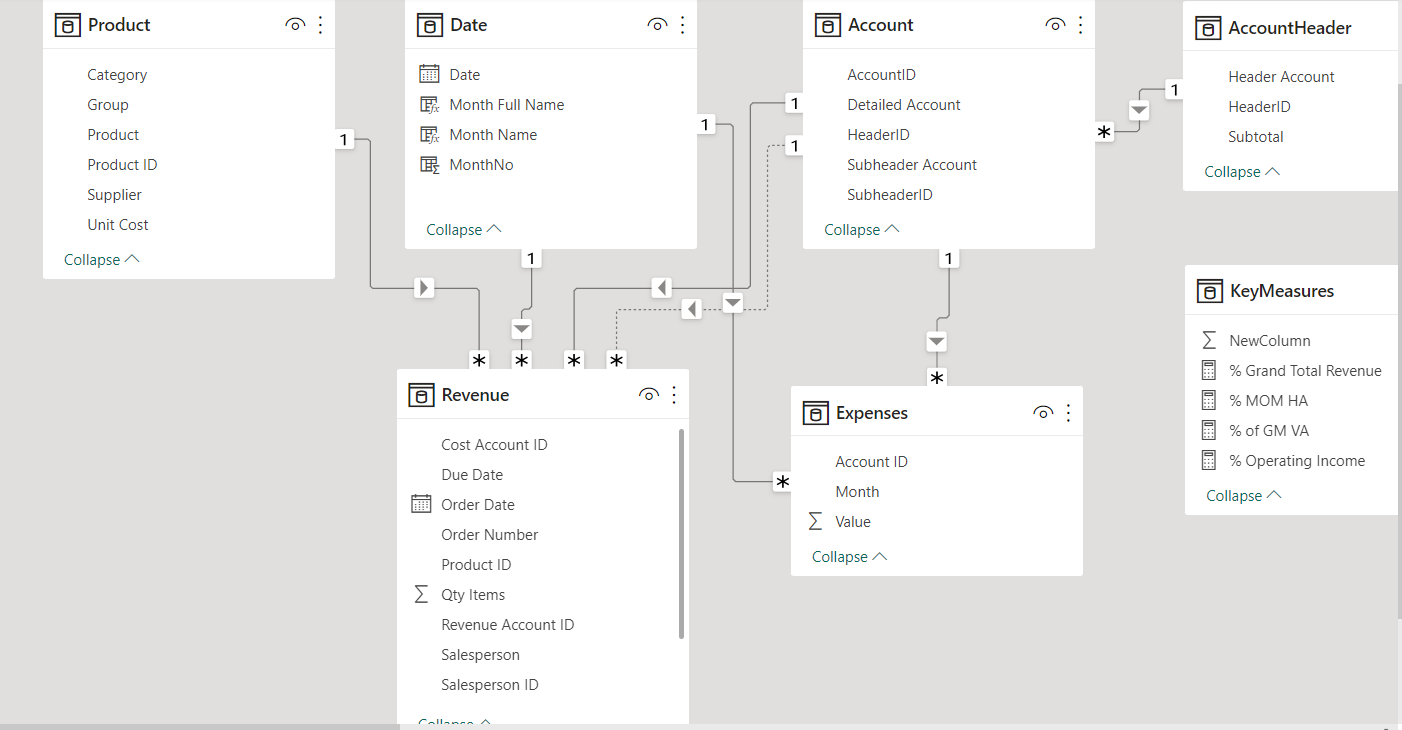 Product
Category
Group
Product
Product ID
Supplier
Unit Cost
Collapse
Date
Date
Month Full Name
Month Name
MonthNo
Collapse
Account
AccountID
Detailed Account
HeaderID
Subheader Account
SubheaderID
Collapse
AccountHeader
Header Account
HeaderID
Subtotal
Collapse
1
1
1
1
1
*
1
1
*
*
*
*
*
*
Revenue
Cost Account ID
Due Date
Order Date
Order Number
Product ID
Qty Items
Revenue Account ID
Salesperson
Salesperson ID
Collapse
Expenses
Account ID
Month
Value
Collapse
KeyMeasures
NewColumn
% Grand Total Revenue
% MOM HA
% of GM VA
% Operating Income
Collapse